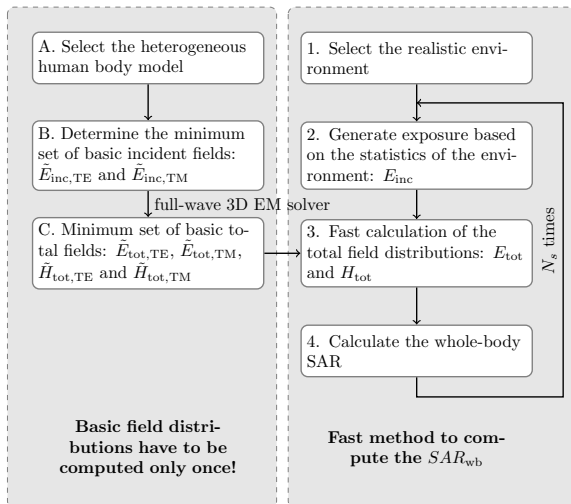 A. Select the heterogeneous
human body model
B. Determine the minimum
set of basic incident fields:
Ẽinc,TE and Ẽinc,TM
full-wave 3D EM solver
C. Minimum set of basic to-
tal fields: Ẽtot,TE, Ẽtot,TM,
H̃tot,TE and H̃tot,TM
Basic field distri-
butions have to be
computed only once!
1. Select the realistic envi-
ronment
2. Generate exposure based
on the statistics of the envi-
ronment: Einc
3. Fast calculation of the
total field distributions: Etot
and Htot
4. Calculate the whole-body
SAR
Ns times
Fast method to com-
pute the SARwb